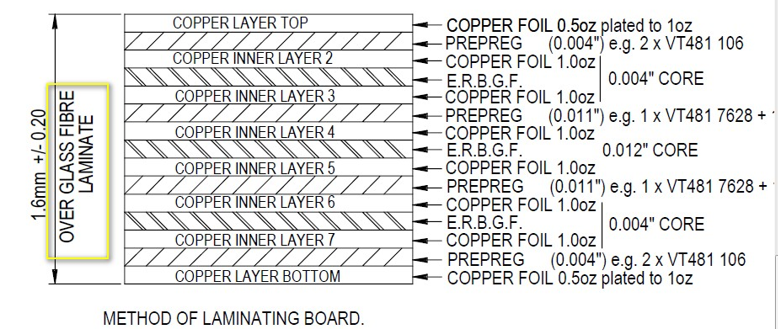 COPPER LAYER TOP
COPPER FOIL 0.5oz plated to 1oz
PREPREG (0.004") e.g. 2 x VT481 106
COPPER INNER LAYER 2
COPPER FOIL 1.0oz
E.R.B.G.F. 0.004" CORE
COPPER INNER LAYER 3
COPPER FOIL 1.0oz
PREPREG (0.011") e.g. 1 x VT481 7628 +
COPPER INNER LAYER 4
COPPER FOIL 1.0oz
E.R.B.G.F. 0.012" CORE
COPPER INNER LAYER 5
COPPER FOIL 1.0oz
PREPREG (0.011") e.g. 1 x VT481 7628 +
COPPER INNER LAYER 6
COPPER FOIL 1.0oz
E.R.B.G.F. 0.004" CORE
COPPER INNER LAYER 7
COPPER FOIL 1.0oz
PREPREG (0.004") e.g. 2 x VT481 106
COPPER LAYER BOTTOM
COPPER FOIL 0.5oz plated to 1oz
1.6mm +/- 0.20
OVER GLASS FIBRE
LAMINATE
METHOD OF LAMINATING BOARD.